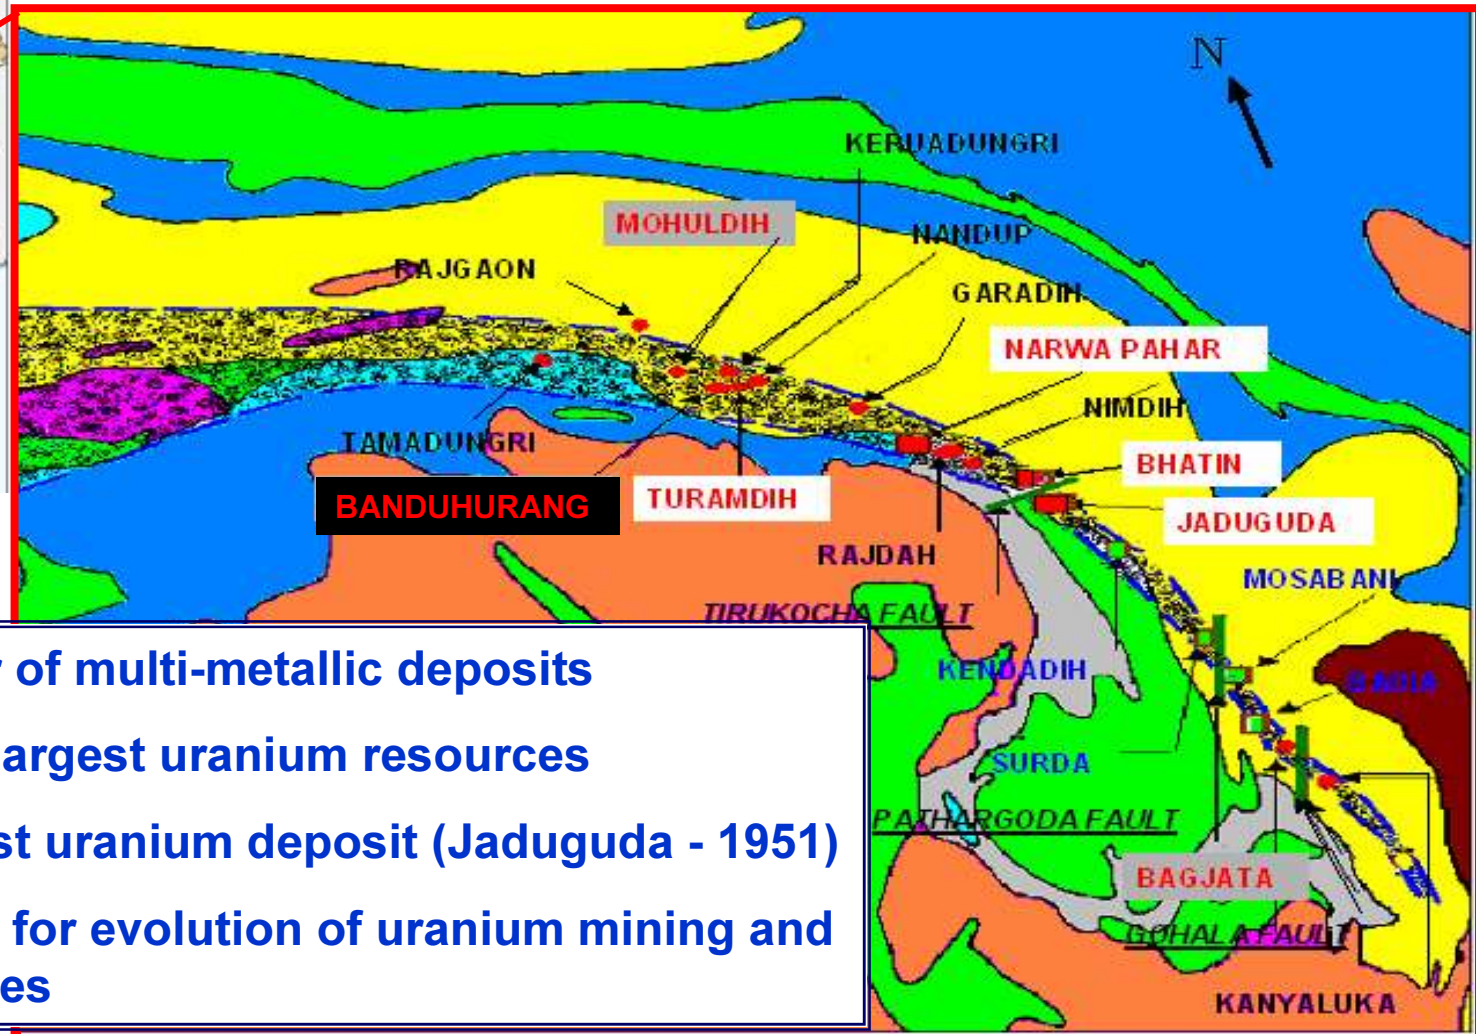 N
KERUADUNGRI
MOHULDIH
NANDUP
RAJGAON
GARADIH
NARWA PAHAR
NIMDIH
TAMADUNGRI
BHATIN
BANDUHURANG
TURAMDIH
JADUGUDA
RAJDAH
MOSABANI
TIRUKOCHA FAULT
KENDADIH
of multi-metallic deposits
SURDA
argest uranium resources
PATHARGODA FAULT
st uranium deposit (Jaduguda - 1951)
BAGJATA
for evolution of uranium mining and
GOHALA FAULT
es
KANYALUKA